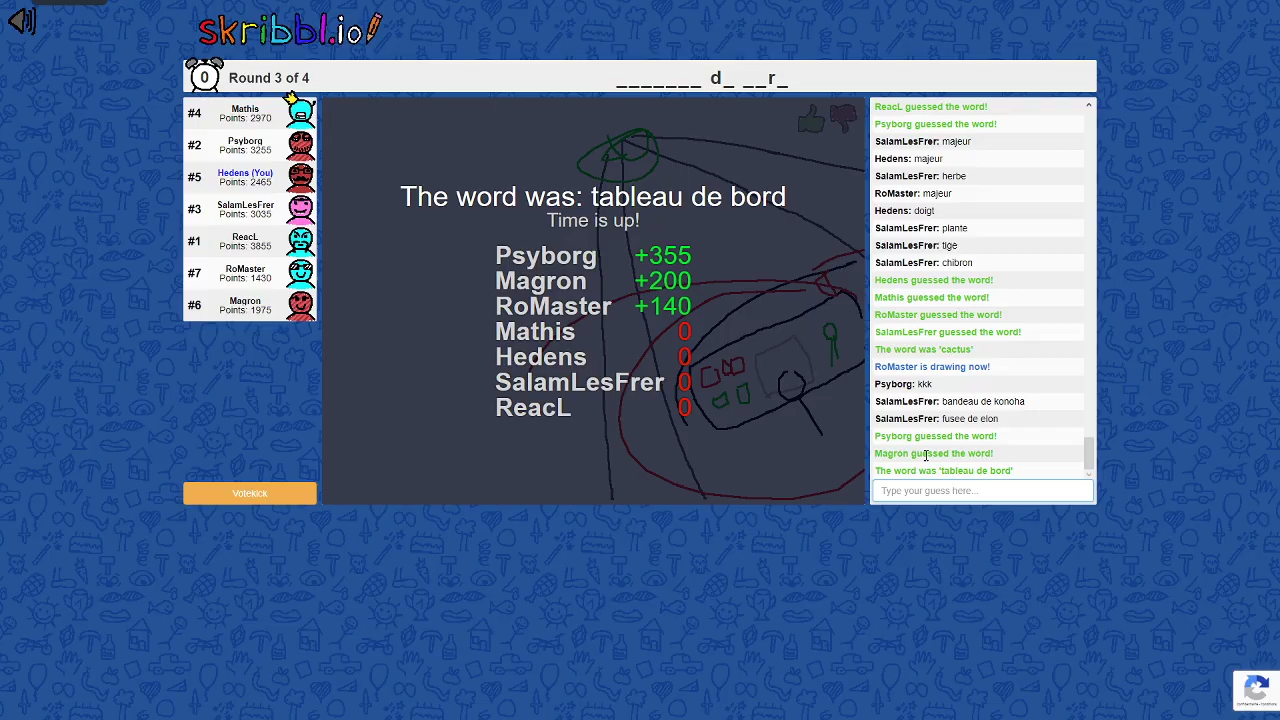 skribbl.io
0
Round 3 of 4
_______ d_ __r_
#4
Mathis
Points: 2970
#2
Psyborg
Points: 3255
#5
Hedens (You)
Points: 2465
#3
SalamLesFrer
Points: 3035
#1
ReacL
Points: 3855
#7
RoMaster
Points: 1430
#6
Magron
Points: 1975
Votekick
The word was: tableau de bord
Time is up!
Psyborg +355
Magron +200
RoMaster +140
Mathis 0
Hedens 0
SalamLesFrer 0
ReacL 0
ReacL guessed the word!
Psyborg guessed the word!
SalamLesFrer: majeur
Hedens: majeur
SalamLesFrer: herbe
RoMaster: majeur
Hedens: doigt
SalamLesFrer: plante
SalamLesFrer: tige
SalamLesFrer: chibron
Hedens guessed the word!
Mathis guessed the word!
RoMaster guessed the word!
SalamLesFrer guessed the word!
The word was 'cactus'
RoMaster is drawing now!
Psyborg: kkk
SalamLesFrer: bandeau de konoha
SalamLesFrer: fusee de elon
Psyborg guessed the word!
Magron guessed the word!
The word was 'tableau de bord'
Type your guess here...